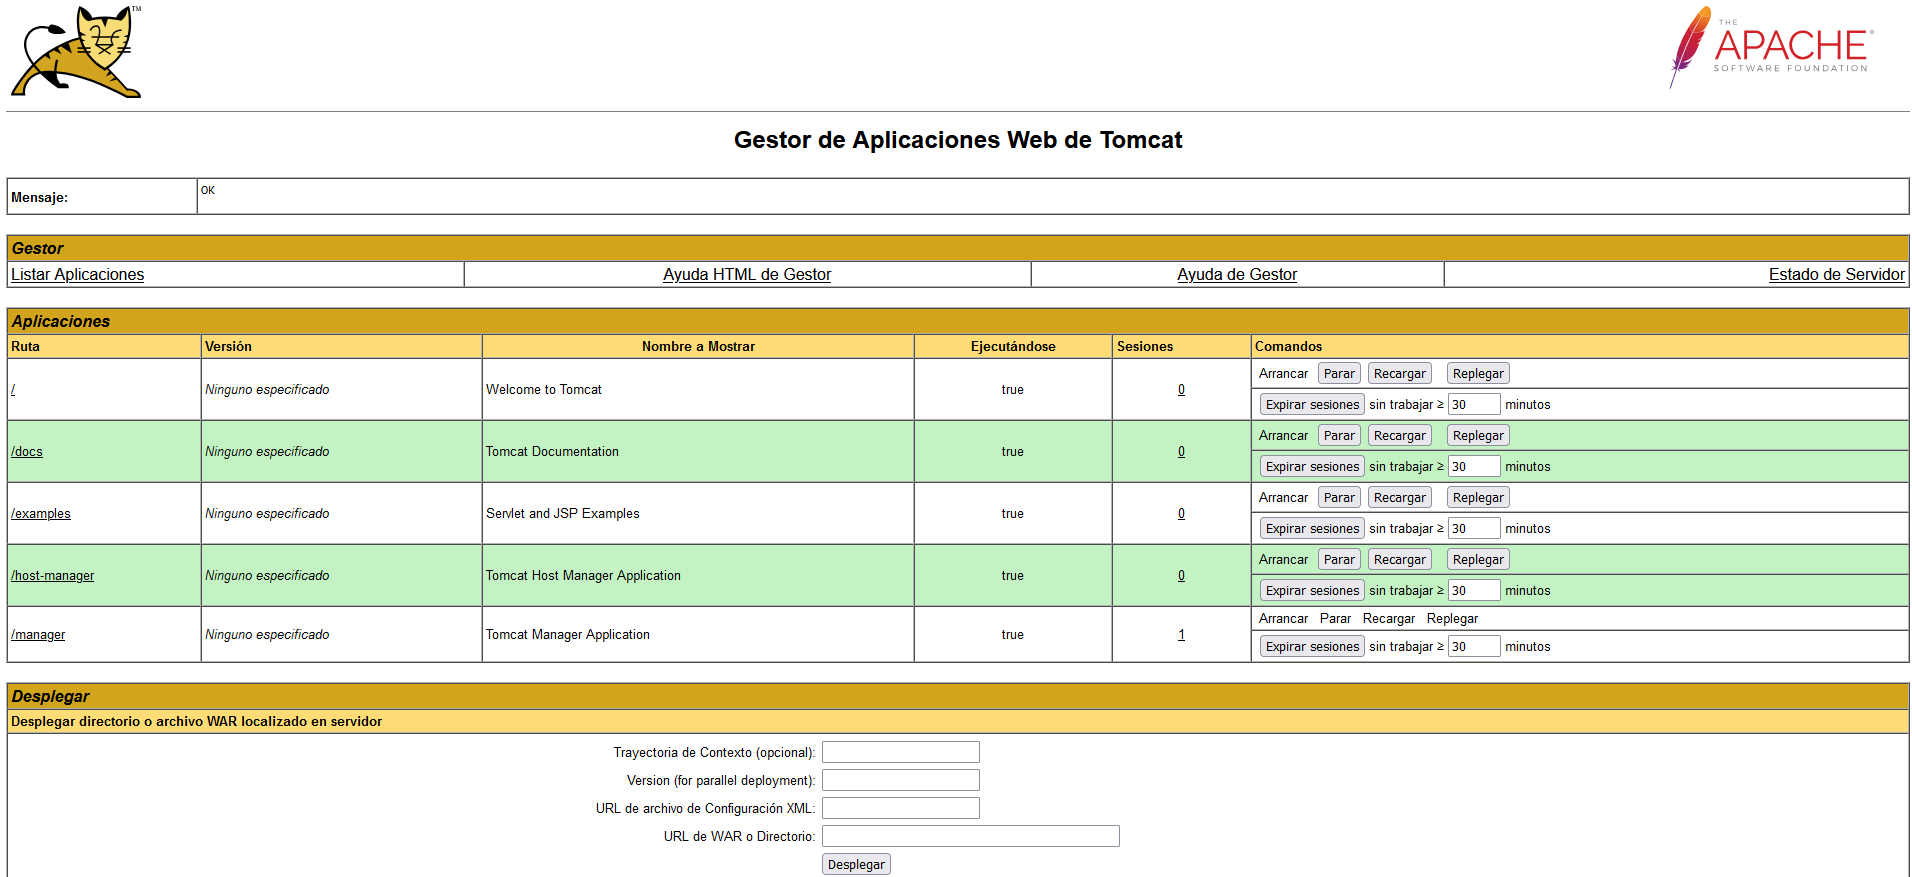 TM
THE
APACHE®
SOFTWARE FOUNDATION
Gestor de Aplicaciones Web de Tomcat
Mensaje: OK
Gestor
Listar Aplicaciones Ayuda HTML de Gestor Ayuda de Gestor Estado de Servidor
Aplicaciones
Ruta Versión Nombre a Mostrar Ejecutándose Sesiones Comandos
/ Ninguno especificado Welcome to Tomcat true 0 Arrancar Parar Recargar Replegar
Expirar sesiones sin trabajar ≥ 30 minutos
/docs Ninguno especificado Tomcat Documentation true 0 Arrancar Parar Recargar Replegar
Expirar sesiones sin trabajar ≥ 30 minutos
/examples Ninguno especificado Servlet and JSP Examples true 0 Arrancar Parar Recargar Replegar
Expirar sesiones sin trabajar ≥ 30 minutos
/host-manager Ninguno especificado Tomcat Host Manager Application true 0 Arrancar Parar Recargar Replegar
Expirar sesiones sin trabajar ≥ 30 minutos
/manager Ninguno especificado Tomcat Manager Application true 1 Arrancar Parar Recargar Replegar
Expirar sesiones sin trabajar ≥ 30 minutos
Desplegar
Desplegar directorio o archivo WAR localizado en servidor
Trayectoria de Contexto (opcional):
Version (for parallel deployment):
URL de archivo de Configuración XML:
URL de WAR o Directorio:
Desplegar